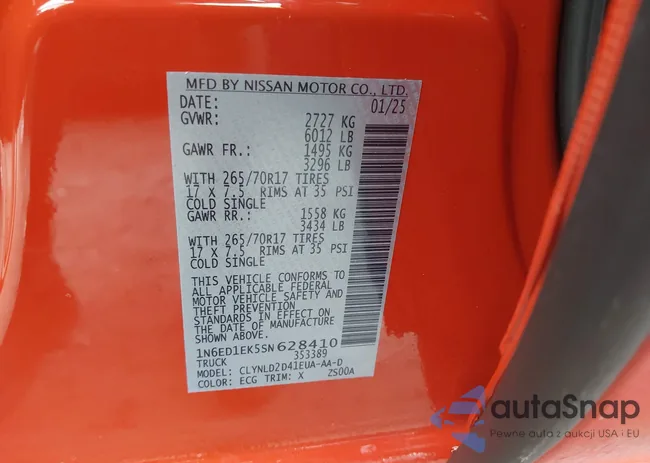 MFD BY NISSAN MOTOR CO., LTD.
DATE: 01/25
GVWR: 2727 KG
6012 LB
GAWR FR.: 1495 KG
3296 LB
WITH 265/70R17 TIRES
17 x 7.5 RIMS AT 35 PSI
COLD SINGLE
GAWR RR.: 1558 KG
3434 LB
WITH 265/70R17 TIRES
17 x 7.5 RIMS AT 35 PSI
COLD SINGLE
THIS VEHICLE CONFORMS TO
ALL APPLICABLE FEDERAL
MOTOR VEHICLE SAFETY AND
THEFT PREVENTION
STANDARDS IN EFFECT ON
THE DATE OF MANUFACTURE
SHOWN ABOVE.
1N6ED1EK5SN628410
TRUCK 353389
MODEL: CLYNLD2D41EUA-AA-D
COLOR: ECG TRIM: X ZS00A
autaSnap
Pewne auta z aukcji USA i EU